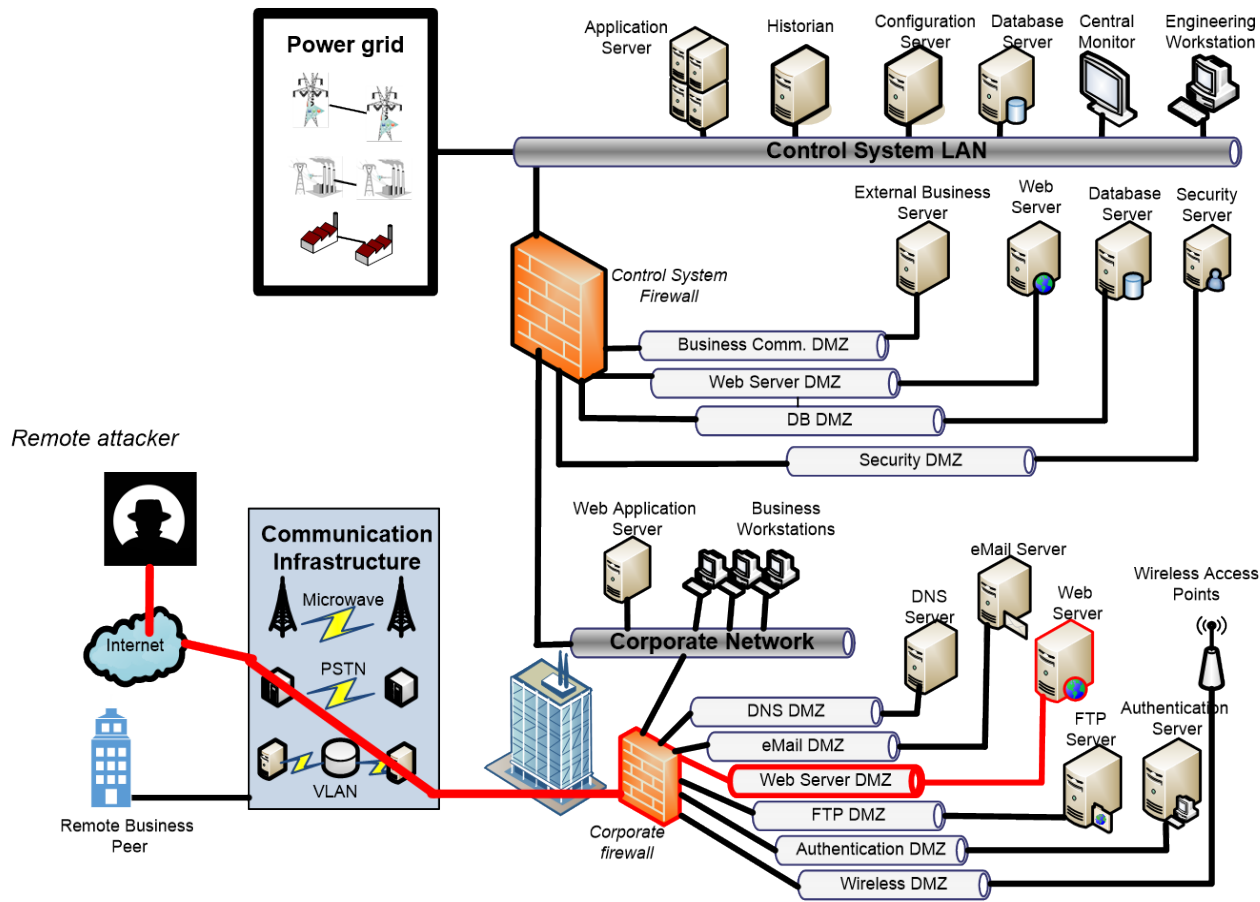 Power grid
Application
Server
Historian
Configuration
Server
Database
Server
Central
Monitor
Engineering
Workstation
Control System LAN
External Business
Server
Web
Server
Database
Server
Security
Server
Control System
Firewall
Business Comm. DMZ
Web Server DMZ
DB DMZ
Security DMZ
Remote attacker
Internet
Communication
Infrastructure
Microwave
PSTN
VLAN
Remote Business
Peer
Web Application
Server
Business
Workstations
Corporate Network
eMail Server
DNS
Server
Web
Server
Wireless Access
Points
FTP
Server
Authentication
Server
DNS DMZ
eMail DMZ
Web Server DMZ
FTP DMZ
Authentication DMZ
Wireless DMZ
Corporate
firewall